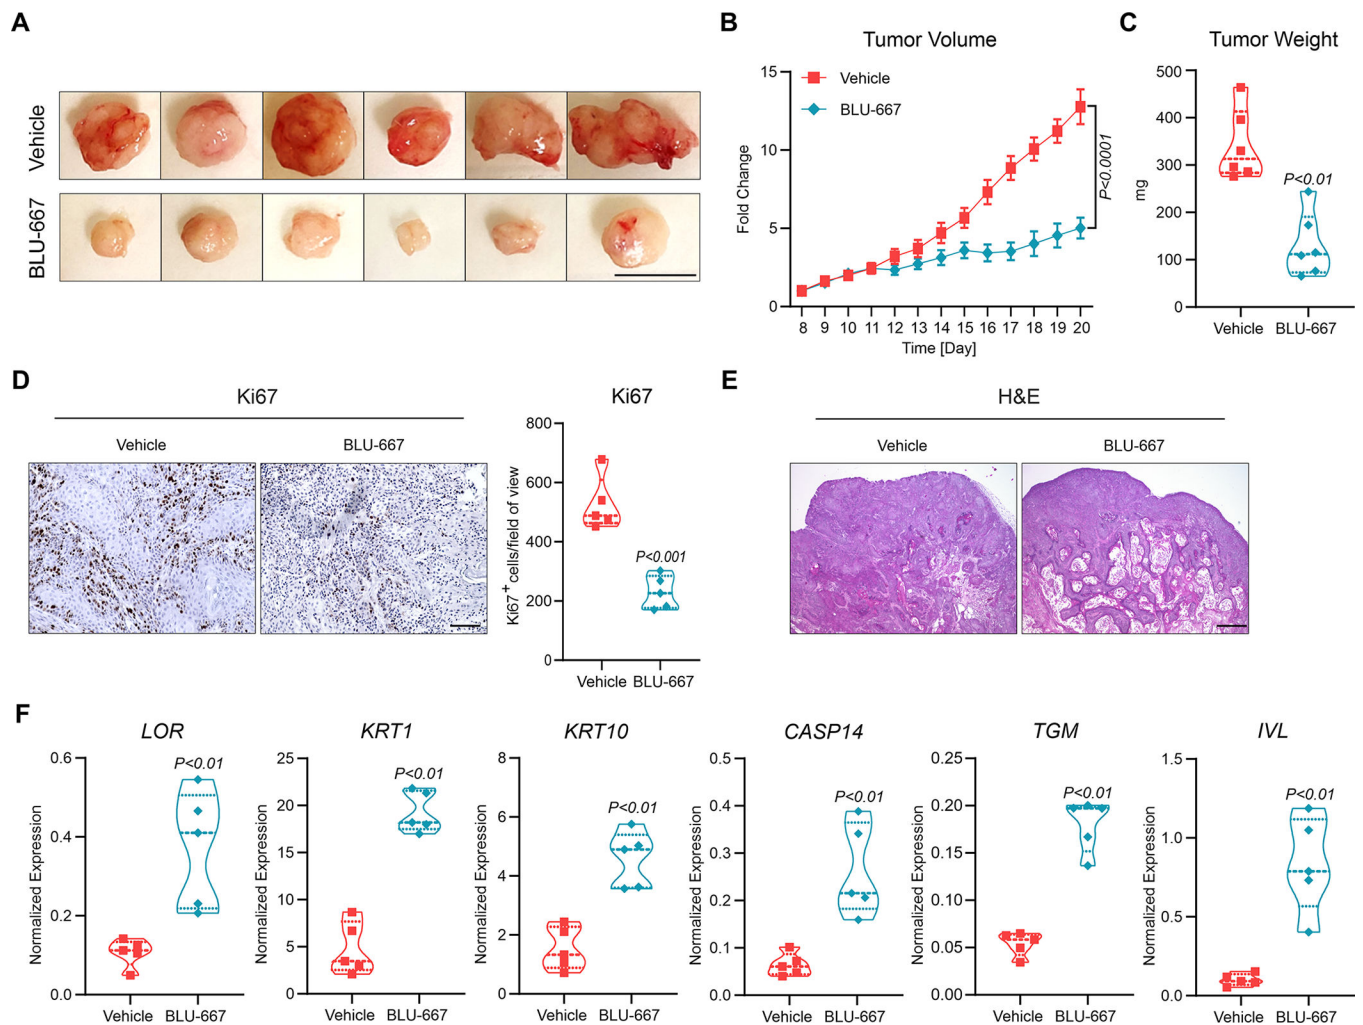 A
Vehicle
BLU-667
B
Tumor Volume
Vehicle
BLU-667
Fold Change
15
10
5
0
8 9 10 11 12 13 14 15 16 17 18 19 20
Time [Day]
P<0.0001
C
Tumor Weight
mg
500
400
300
200
100
0
P<0.01
Vehicle BLU-667
D
Ki67
Vehicle BLU-667
Ki67
Ki67+ cells/field of view
800
600
400
200
0
P<0.001
Vehicle BLU-667
E
H&E
Vehicle BLU-667
F
LOR
Normalized Expression
0.6
0.4
0.2
0.0
P<0.01
Vehicle BLU-667
KRT1
Normalized Expression
25
20
15
10
5
0
P<0.01
Vehicle BLU-667
KRT10
Normalized Expression
8
6
4
2
0
P<0.01
Vehicle BLU-667
CASP14
Normalized Expression
0.5
0.4
0.3
0.2
0.1
0.0
P<0.01
Vehicle BLU-667
TGM
Normalized Expression
0.25
0.20
0.15
0.10
0.05
0.00
P<0.01
Vehicle BLU-667
IVL
Normalized Expression
1.5
1.0
0.5
0.0
P<0.01
Vehicle BLU-667